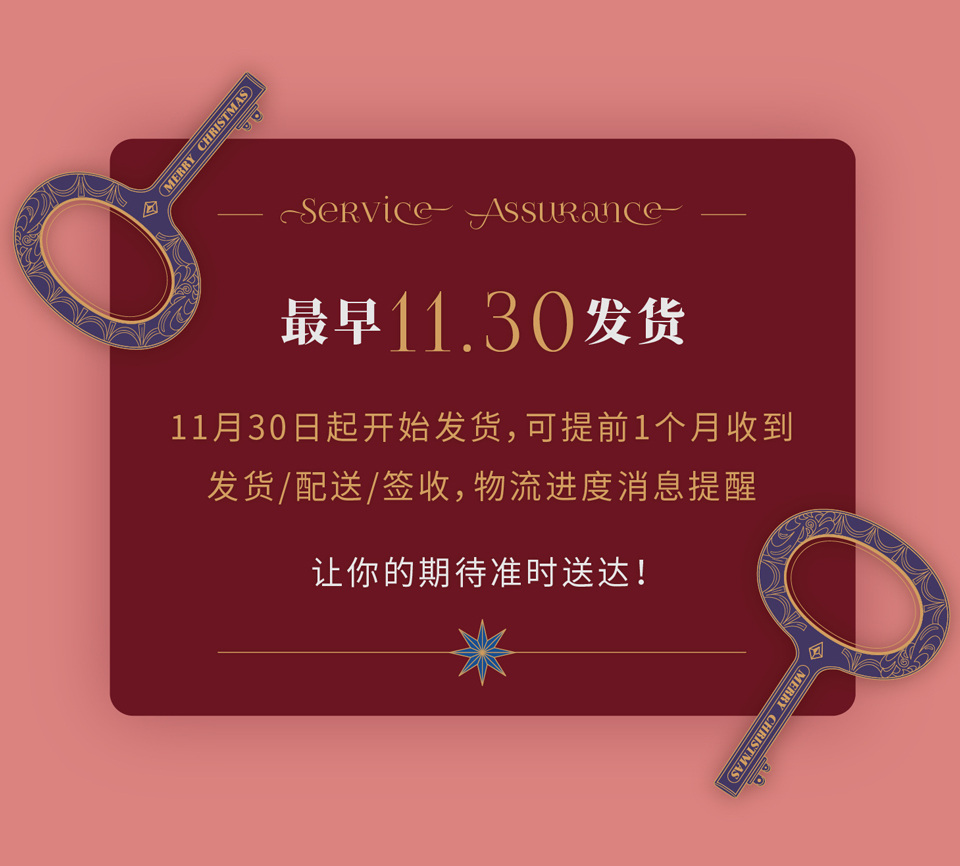 MERRY CHRISTMAS
Service Assurance
最早11.30发货
11月30日起开始发货，可提前1个月收到
发货/配送/签收，物流进度消息提醒
让你的期待准时送达！
MERRY CHRISTMAS